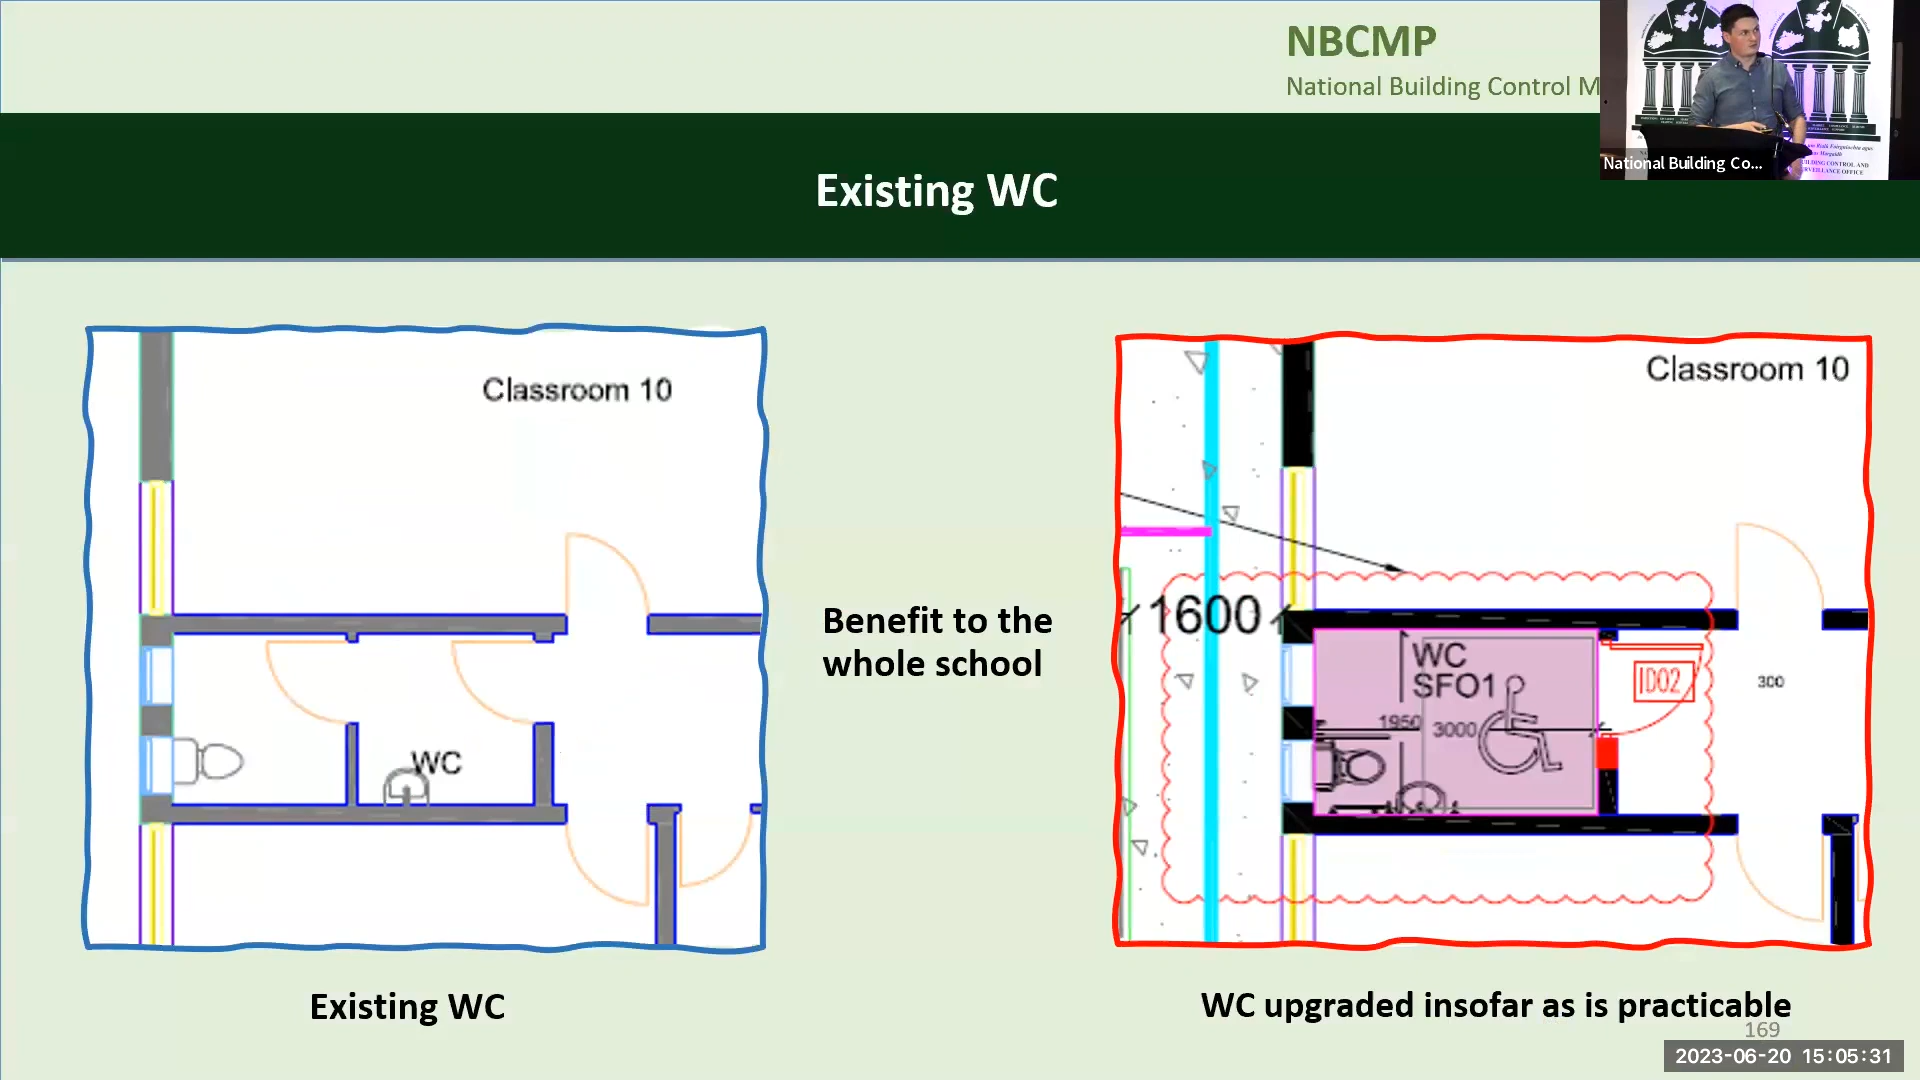 NBCMP
National Building Control M
National Building Co...
Existing WC
Classroom 10
WC
Existing WC
Benefit to the
whole school
Classroom 10
1600
WC
SFO1
1950
3000
ID02
300
WC upgraded insofar as is practicable
169
2023-06-20 15:05:31